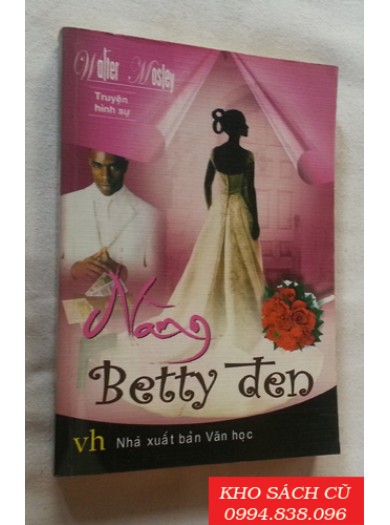 Walter Mosley
Truyện
hình sự
Nàng
Betty đen
vh Nhà xuất bản Văn học
KHO SÁCH CŨ
0994.838.096